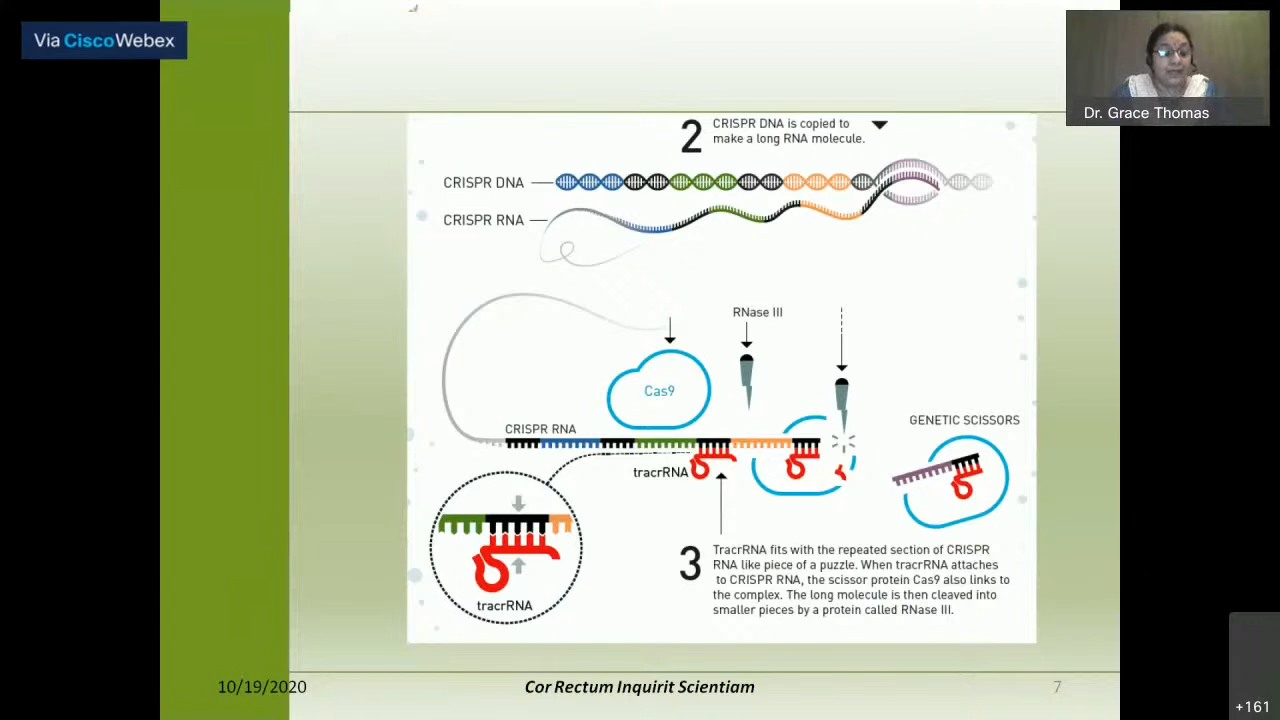 Via Cisco Webex
Dr. Grace Thomas
2
CRISPR DNA is copied to
make a long RNA molecule.
CRISPR DNA
CRISPR RNA
RNase III
Cas9
CRISPR RNA
GENETIC SCISSORS
tracrRNA
tracrRNA
3
TracrRNA fits with the repeated section of CRISPR
RNA like piece of a puzzle. When tracrRNA attaches
to CRISPR RNA, the scissor protein Cas9 also links to
the complex. The long molecule is then cleaved into
smaller pieces by a protein called RNase III.
10/19/2020
Cor Rectum Inquirit Scientiam
7
+161